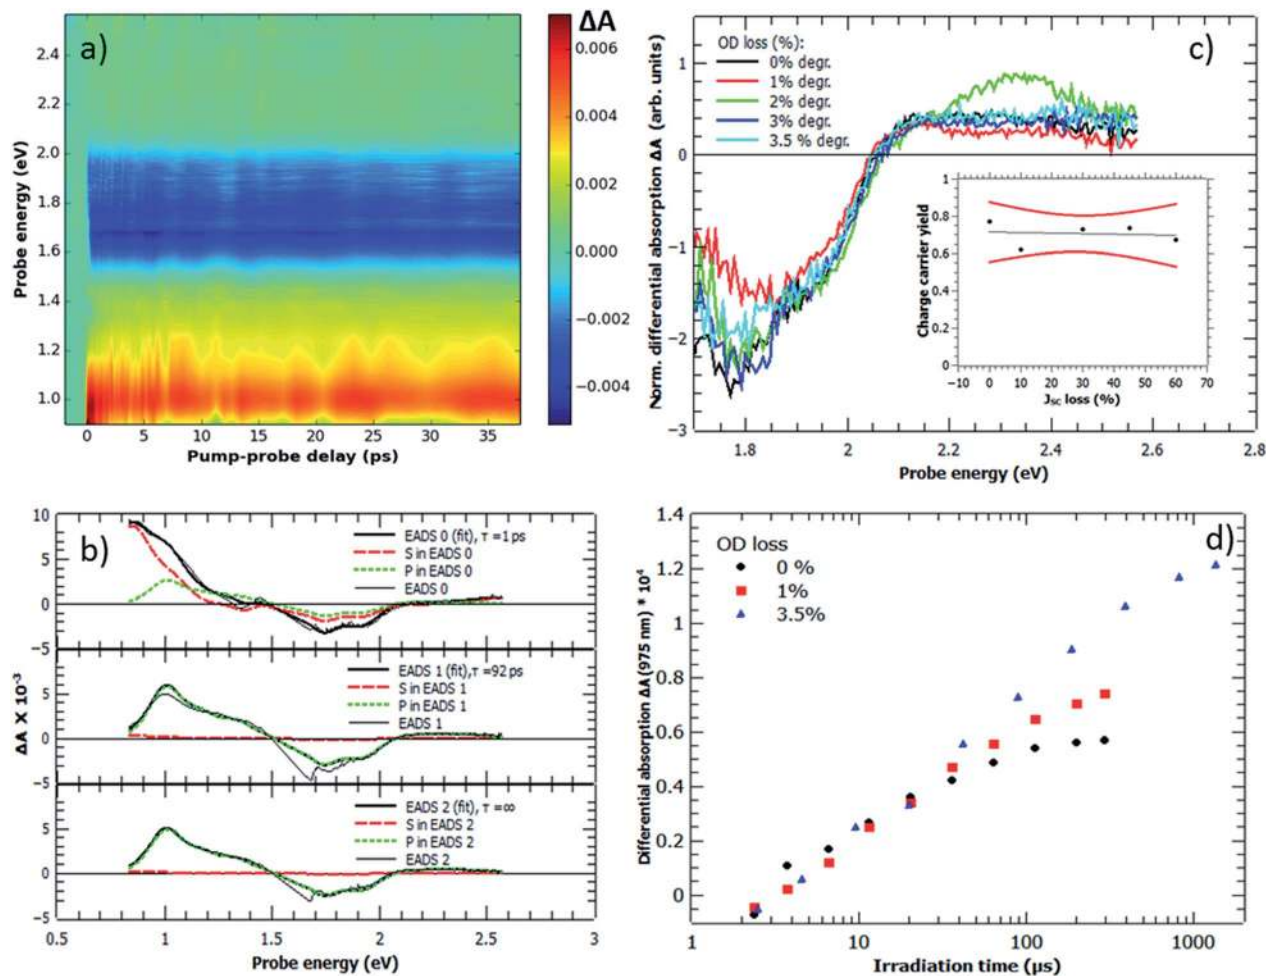 a)
ΔA
2.4
2.2
2.0
1.8
1.6
1.4
1.2
1.0
Probe energy (eV)
0 5 10 15 20 25 30 35
Pump-probe delay (ps)
0.006
0.004
0.002
0.000
−0.002
−0.004
c)
OD loss (%):
0% degr.
1% degr.
2% degr.
3% degr.
3.5 % degr.
Norm. differential absorption ΔA (arb. units)
1
0
−1
−2
−3
1.8 2 2.2 2.4 2.6 2.8
Probe energy (eV)
Charge carrier yield
1
0.8
0.6
0.4
0.2
0
−10 0 10 20 30 40 50 60 70
JSC loss (%)
b)
10
5
0
−5
EADS 0 (fit), τ =1 ps
S in EADS 0
P in EADS 0
EADS 0
5
0
−5
EADS 1 (fit),τ =92 ps
S in EADS 1
P in EADS 1
EADS 1
5
0
−5
EADS 2 (fit), τ =∞
S in EADS 2
P in EADS 2
EADS 2
ΔA X 10⁻³
0.5 1 1.5 2 2.5 3
Probe energy (eV)
d)
OD loss
0 %
1%
3.5%
Differential absorption ΔA (975 nm) * 10⁴
1.4
1.2
1
0.8
0.6
0.4
0.2
0
1 10 100 1000
Irradiation time (µs)